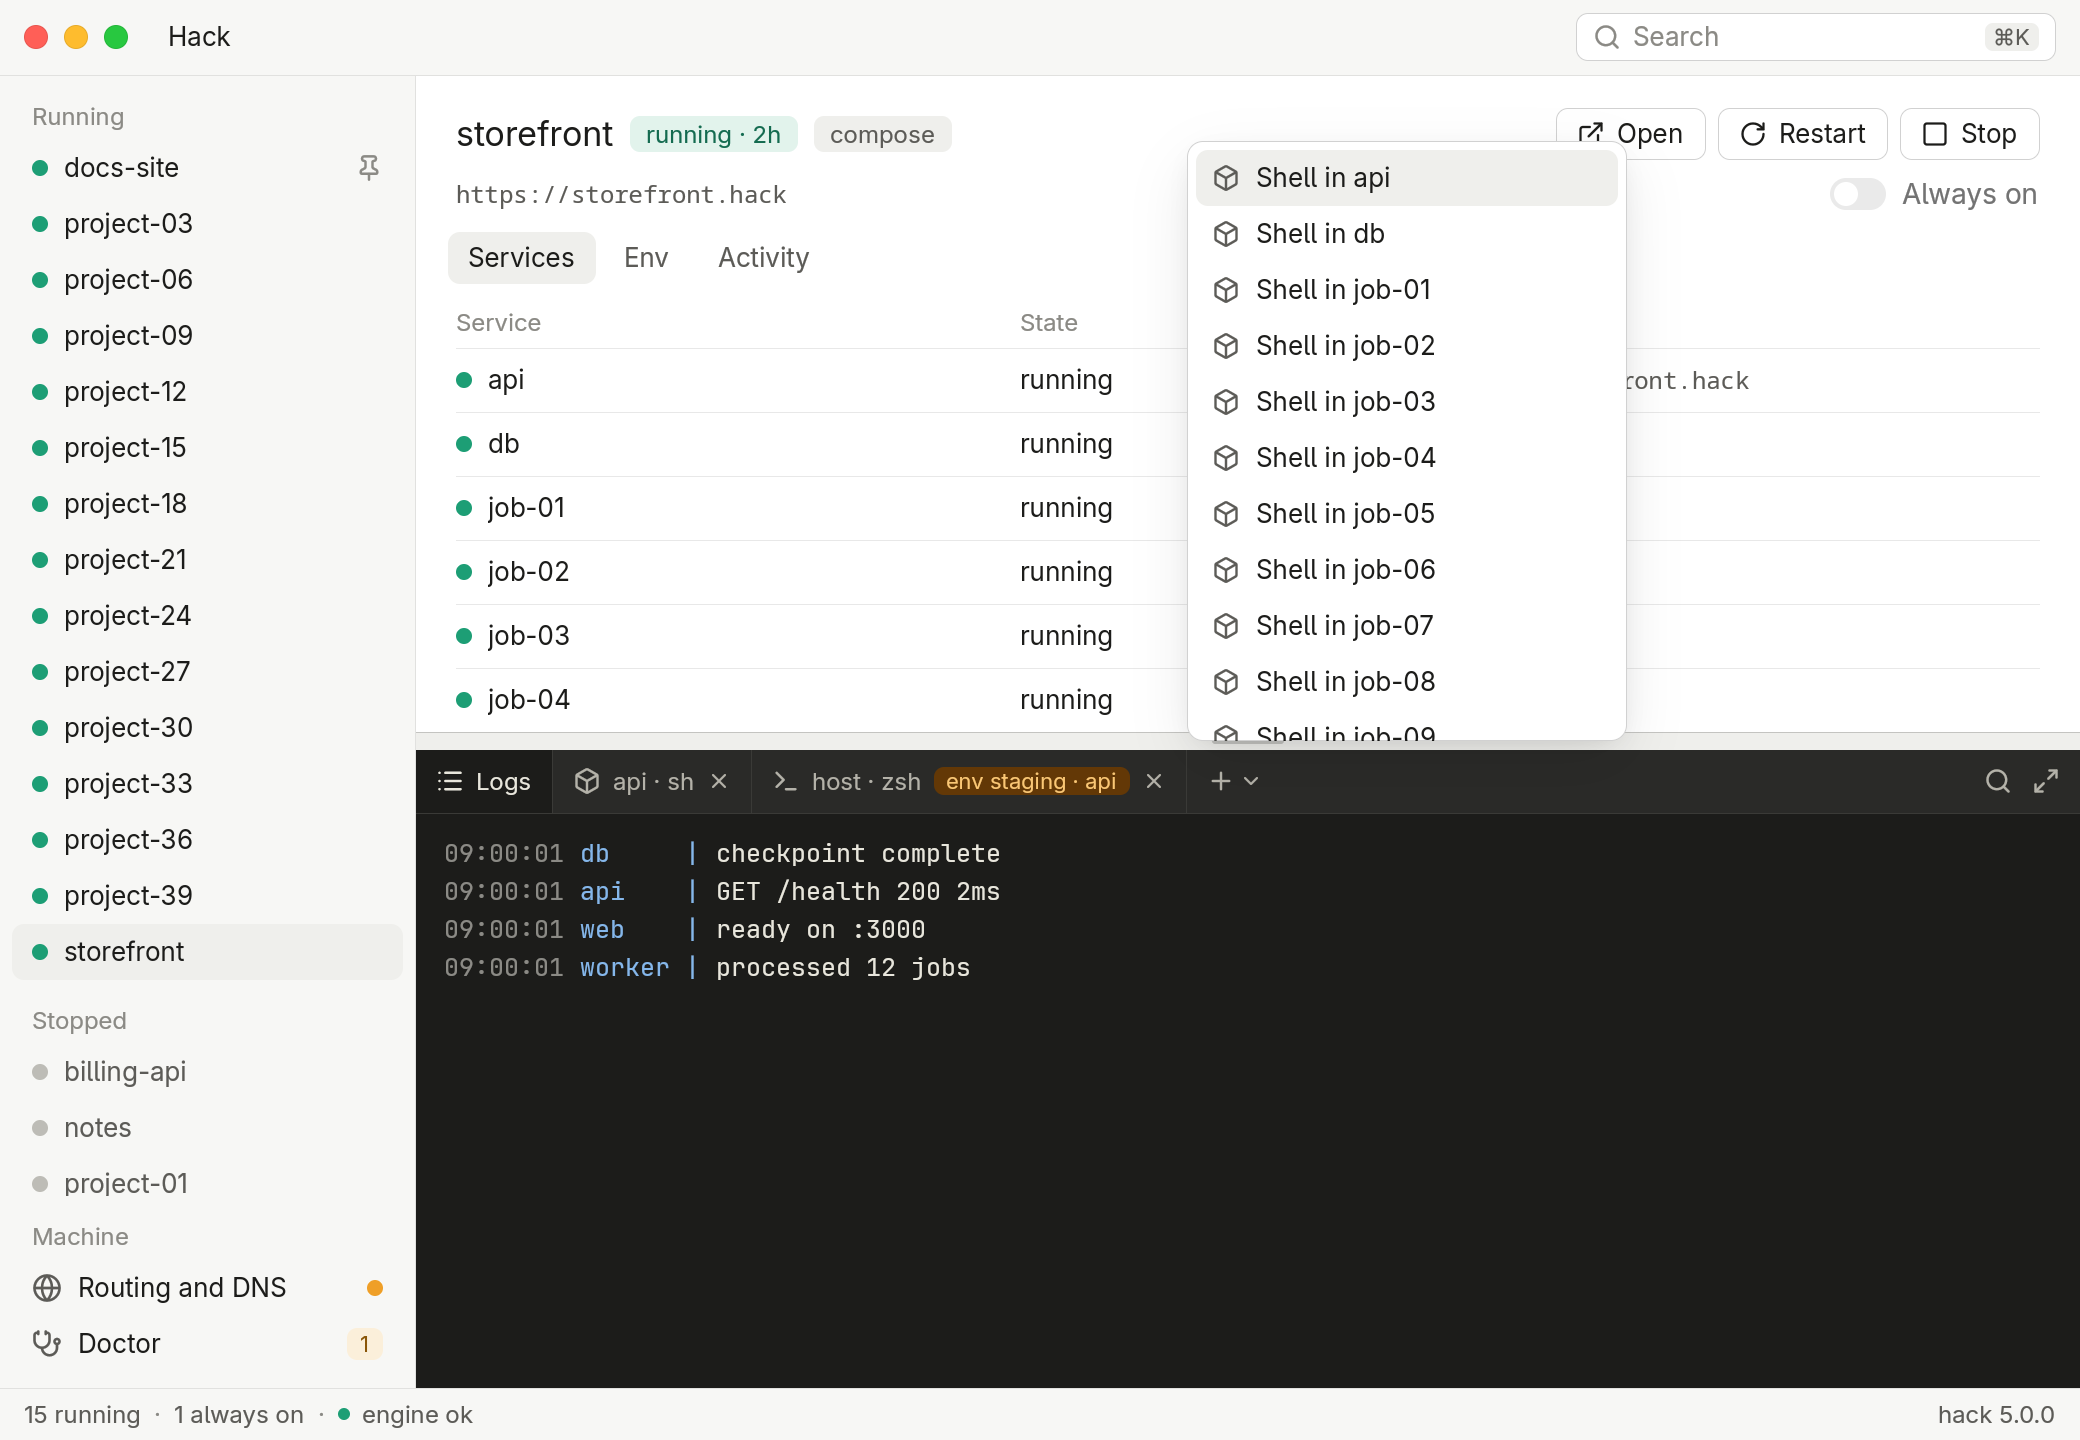 Hack
Search
⌘K
Running
docs-site
project-03
project-06
project-09
project-12
project-15
project-18
project-21
project-24
project-27
project-30
project-33
project-36
project-39
storefront
Stopped
billing-api
notes
project-01
Machine
Routing and DNS
Doctor 1
storefront running · 2h compose
Open Restart Stop
https://storefront.hack
Always on
Services Env Activity
Service State
api running ront.hack
db running
job-01 running
job-02 running
job-03 running
job-04 running
Shell in api
Shell in db
Shell in job-01
Shell in job-02
Shell in job-03
Shell in job-04
Shell in job-05
Shell in job-06
Shell in job-07
Shell in job-08
Shell in job-09
Logs api · sh host · zsh env staging · api
09:00:01 db | checkpoint complete
09:00:01 api | GET /health 200 2ms
09:00:01 web | ready on :3000
09:00:01 worker | processed 12 jobs
15 running · 1 always on · engine ok
hack 5.0.0